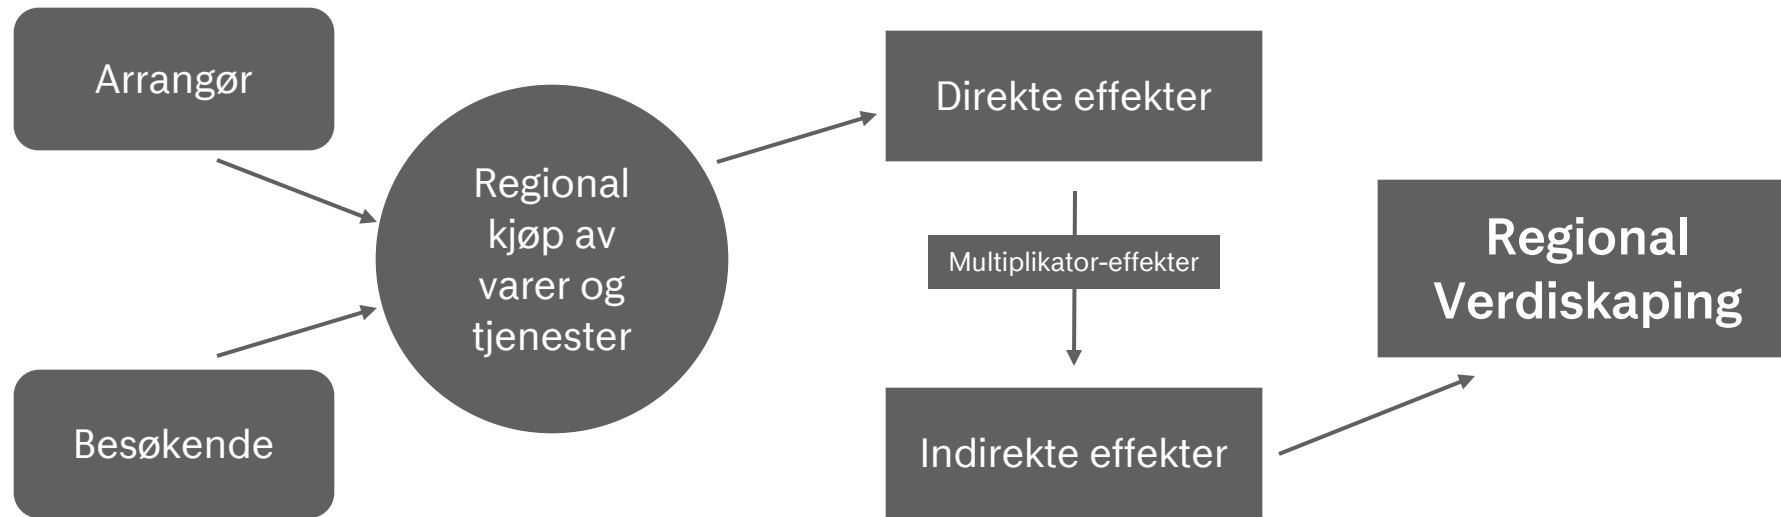 Arrangør
Besøkende
Regional
kjøp av
varer og
tjenester
Direkte effekter
Multiplikator-effekter
Indirekte effekter
Regional
Verdiskaping